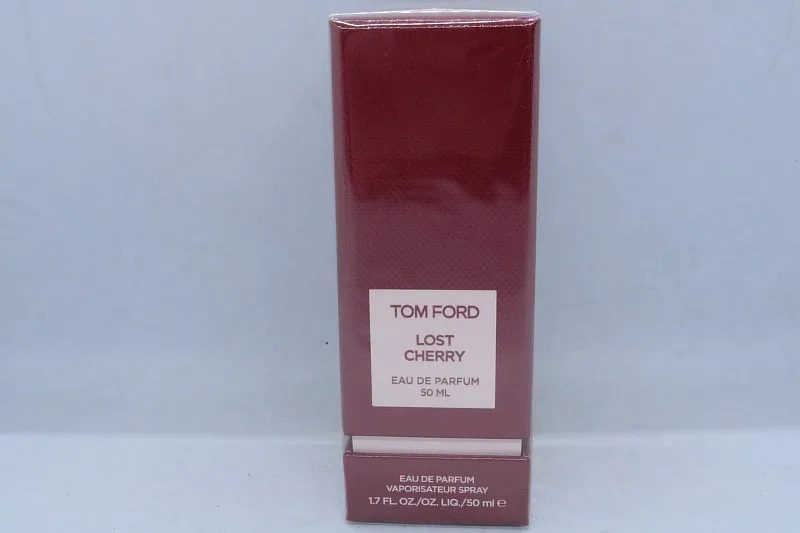 TOM FORD
LOST
CHERRY
EAU DE PARFUM
50 ML
EAU DE PARFUM
VAPORISATEUR SPRAY
1.7 FL. OZ./OZ. LIQ./50 ml ℮